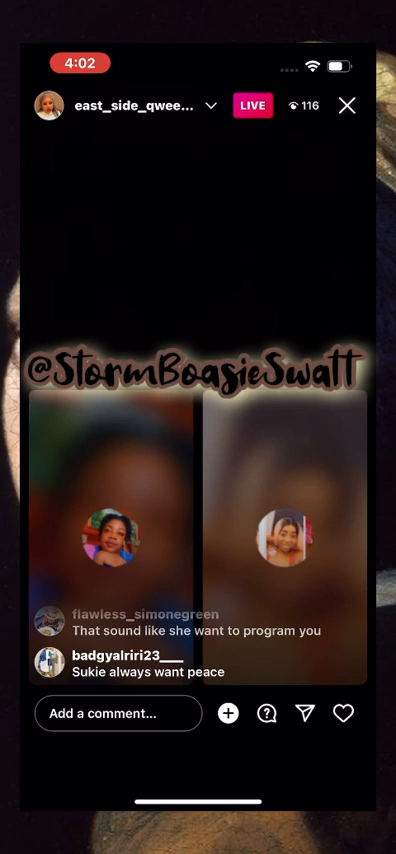 4:02
east_side_qwee... LIVE 116
@StormBoasieSwatt
flawless_simonegreen
That sound like she want to program you
badgyalriri23___
Sukie always want peace
Add a comment...